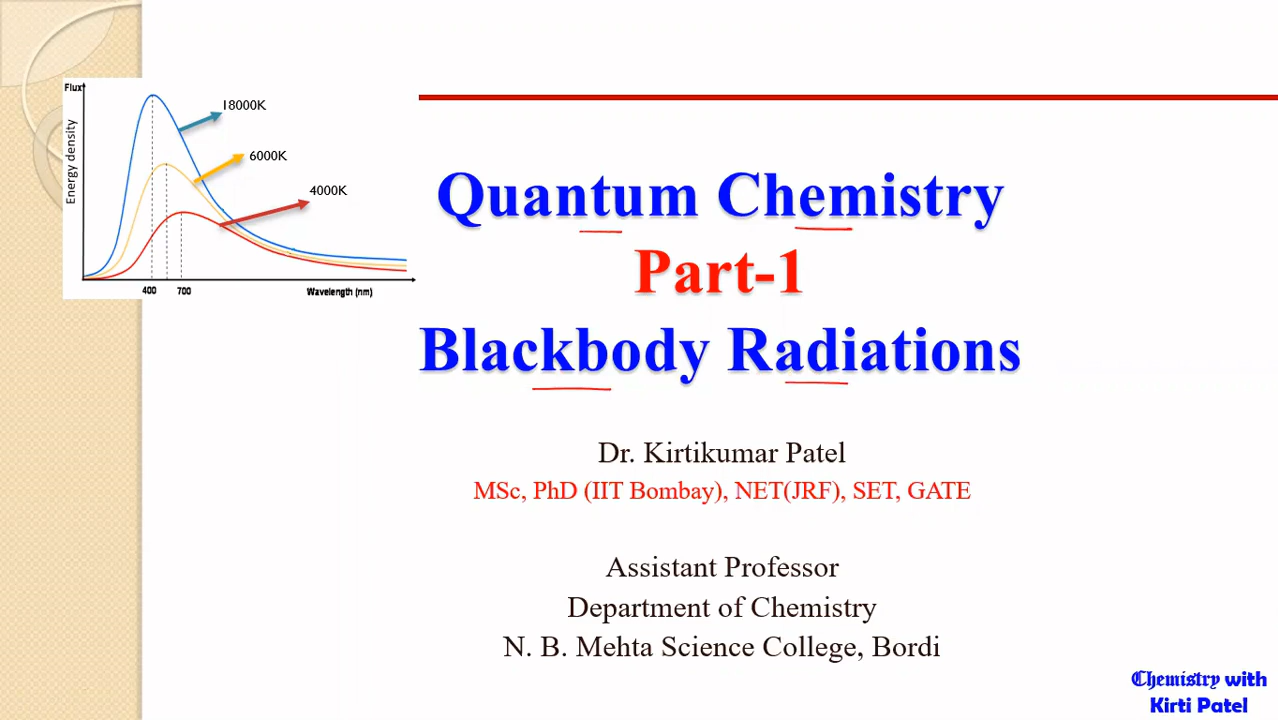 Flux
Energy density
18000K
6000K
4000K
400
700
Wavelength (nm)
Quantum Chemistry
Part-1
Blackbody Radiations
Dr. Kirtikumar Patel
MSc, PhD (IIT Bombay), NET(JRF), SET, GATE
Assistant Professor
Department of Chemistry
N. B. Mehta Science College, Bordi
Chemistry with
Kirti Patel